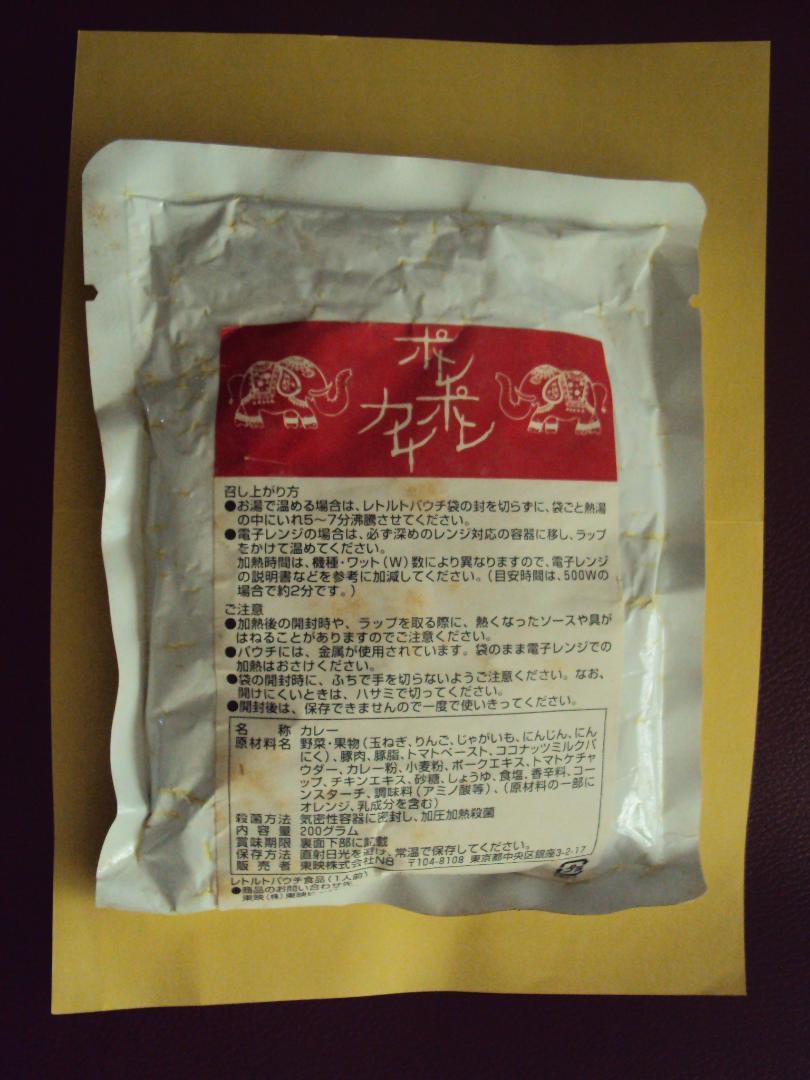 ポレポレ
カレー
召し上がり方
●お湯で温める場合は、レトルトパウチ袋の封を切らずに、袋ごと熱湯
の中にいれ5〜7分沸騰させてください。
●電子レンジの場合は、必ず深めのレンジ対応の容器に移し、ラップ
をかけて温めてください。
加熱時間は、機種・ワット(W)数により異なりますので、電子レンジ
の説明書などを参考に加減してください。(目安時間は、500Wの
場合で約2分です。)
ご注意
●加熱後の開封時や、ラップを取る際に、熱くなったソースや具が
はねることがありますのでご注意ください。
●パウチには、金属が使用されています。袋のまま電子レンジでの
加熱はおさけください。
●袋の開封時に、ふちで手を切らないようご注意ください。なお、
開けにくいときは、ハサミで切ってください。
●開封後は、保存できませんので一度で使いきってください。
名称 カレー
原材料名 野菜・果物(玉ねぎ、りんご、じゃがいも、にんじん、にん
にく)、豚肉、豚脂、トマトペースト、ココナッツミルクパ
ウダー、カレー粉、小麦粉、ポークエキス、トマトケチャ
ップ、チキンエキス、砂糖、しょうゆ、食塩、香辛料、コー
ンスターチ、調味料(アミノ酸等)、(原材料の一部に
オレンジ、乳成分を含む)
殺菌方法 気密性容器に密封し、加圧加熱殺菌
内容量 200グラム
賞味期限 裏面下部に記載
保存方法 直射日光を避け、常温で保存してください。
販売者 東映株式会社N8 〒104-8108 東京都中央区銀座3-2-17
レトルトパウチ食品(1人前)
●商品のお問い合わせ先
東映(株)東映